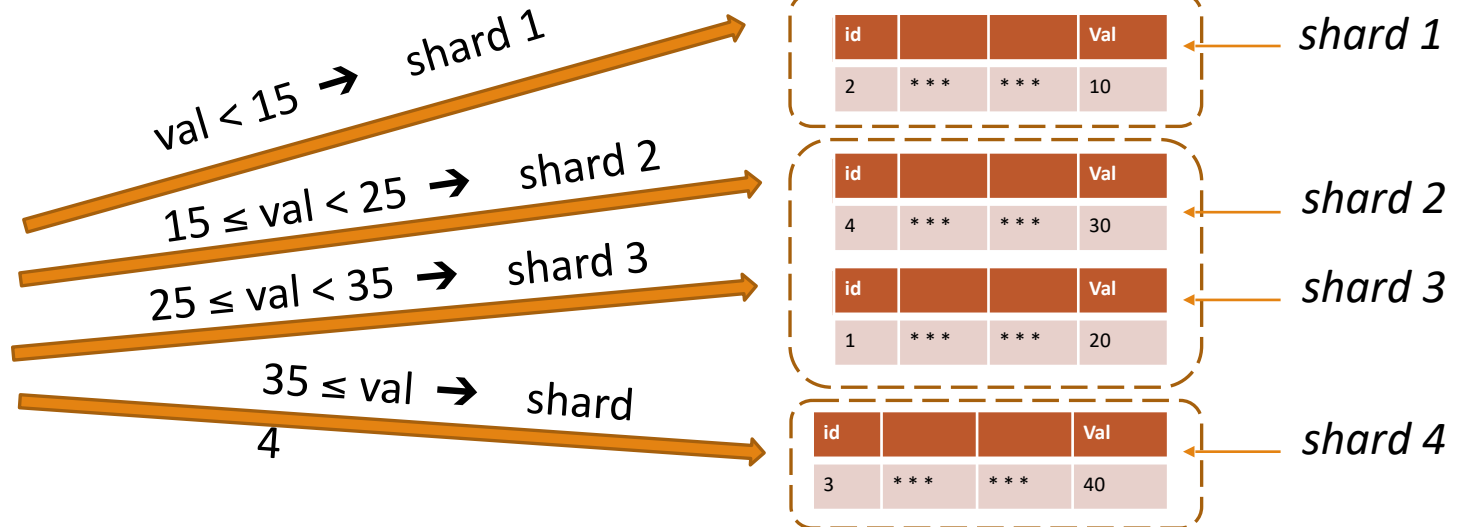 val < 15 ➔ shard 1
15 ≤ val < 25 ➔ shard 2
25 ≤ val < 35 ➔ shard 3
35 ≤ val ➔ shard
4
id Val
2 * * * * * * 10
shard 1
id Val
4 * * * * * * 30
shard 2
id Val
1 * * * * * * 20
shard 3
id Val
3 * * * * * * 40
shard 4